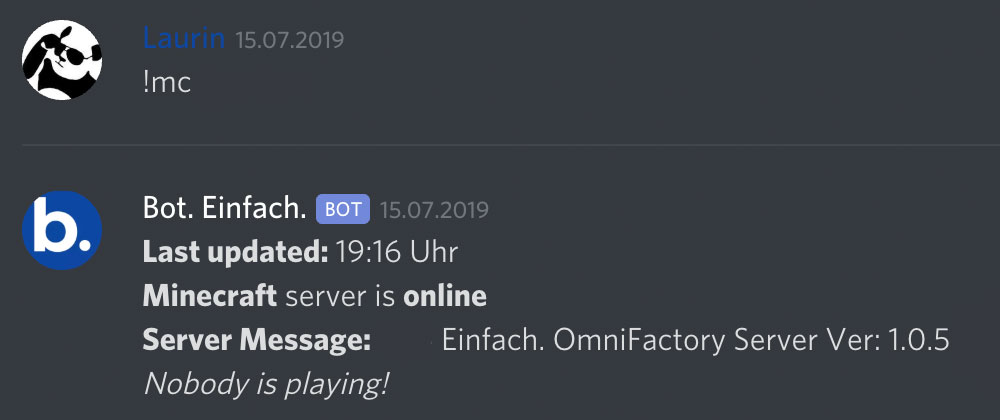 Laurin 15.07.2019
!mc
b.
Bot. Einfach. BOT 15.07.2019
Last updated: 19:16 Uhr
Minecraft server is online
Server Message: Einfach. OmniFactory Server Ver: 1.0.5
Nobody is playing!